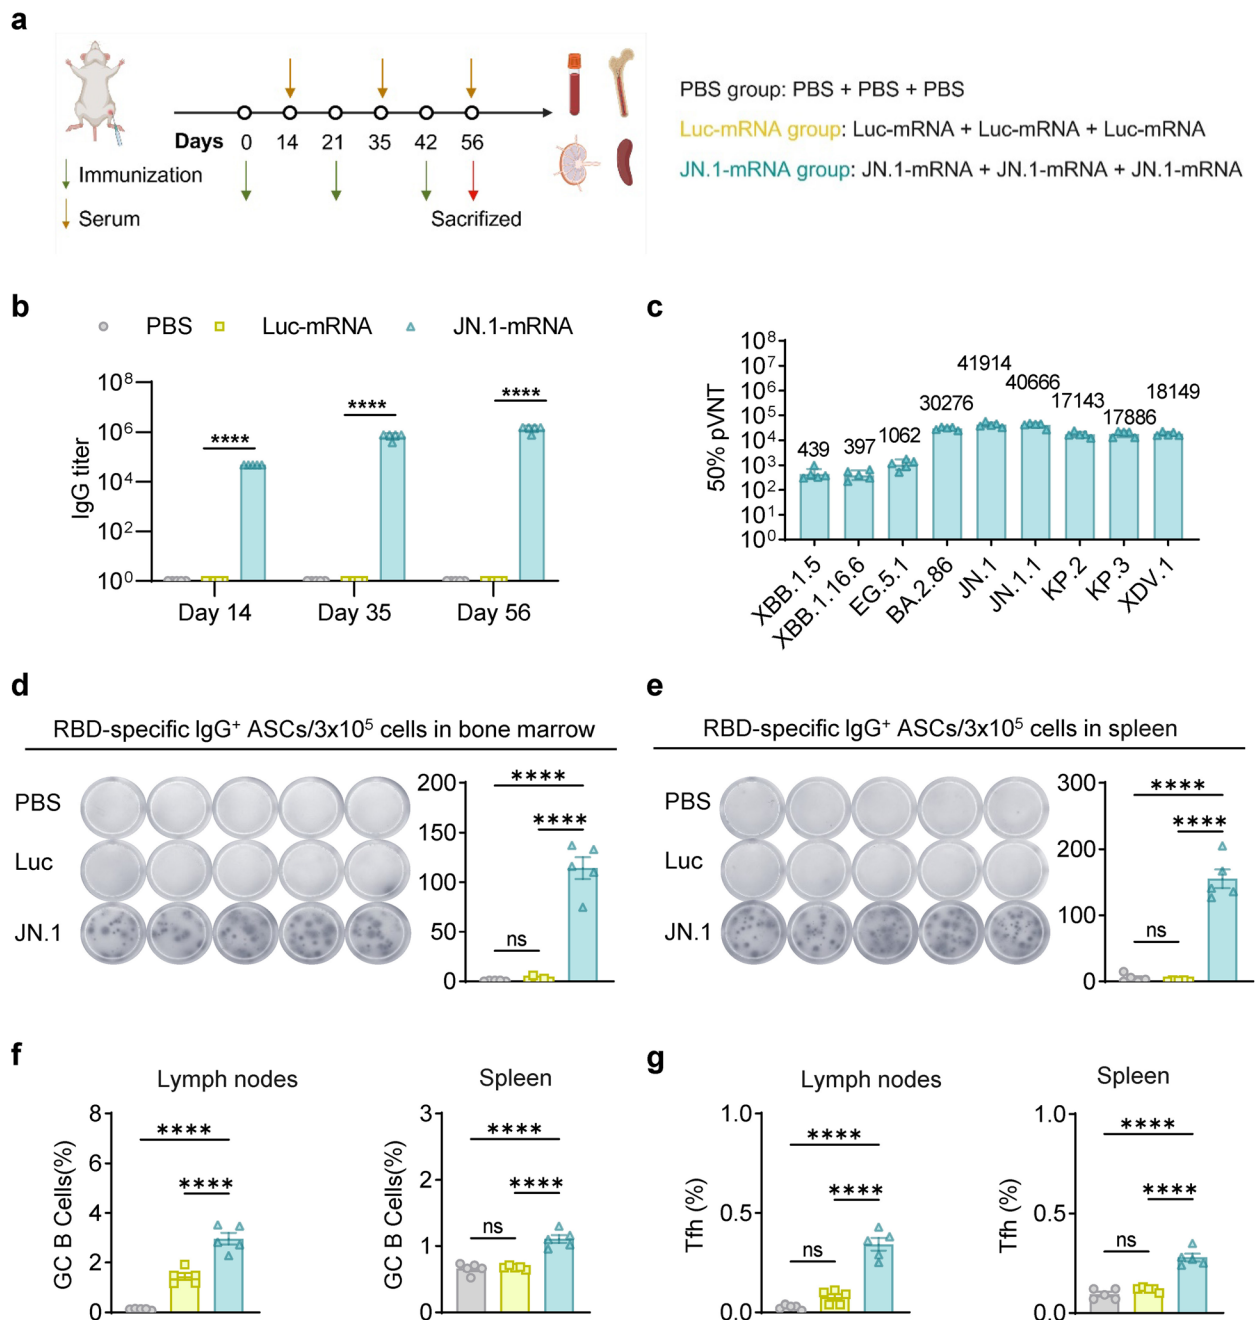 a
PBS group: PBS + PBS + PBS
Luc-mRNA group: Luc-mRNA + Luc-mRNA + Luc-mRNA
JN.1-mRNA group: JN.1-mRNA + JN.1-mRNA + JN.1-mRNA
Days 0 14 21 35 42 56
Immunization
Serum
Sacrifized
b
PBS Luc-mRNA JN.1-mRNA
IgG titer
10⁸
10⁶
10⁴
10²
10⁰
**** **** ****
Day 14 Day 35 Day 56
c
50% pVNT
10⁸
10⁷
10⁶
10⁵
10⁴
10³
10²
10¹
10⁰
439 397 1062 30276 41914 40666 17143 17886 18149
XBB.1.5 XBB.1.16.6 EG.5.1 BA.2.86 JN.1 JN.1.1 KP.2 KP.3 XDV.1
d
RBD-specific IgG⁺ ASCs/3x10⁵ cells in bone marrow
PBS
Luc
JN.1
200
150
100
50
0
****
****
ns
e
RBD-specific IgG⁺ ASCs/3x10⁵ cells in spleen
PBS
Luc
JN.1
300
200
100
0
****
****
ns
f
Lymph nodes
GC B Cells(%)
8
6
4
2
0
****
****
Spleen
GC B Cells(%)
3
2
1
0
****
****
ns
g
Lymph nodes
Tfh (%)
1.0
0.5
0.0
****
****
ns
Spleen
Tfh (%)
1.0
0.5
0.0
****
****
ns